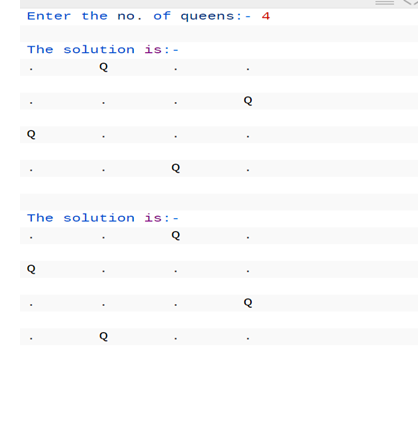 Enter the no. of queens:- 4
The solution is:-
. Q . .
. . . Q
Q . . .
. . Q .
The solution is:-
. . Q .
Q . . .
. . . Q
. Q . .